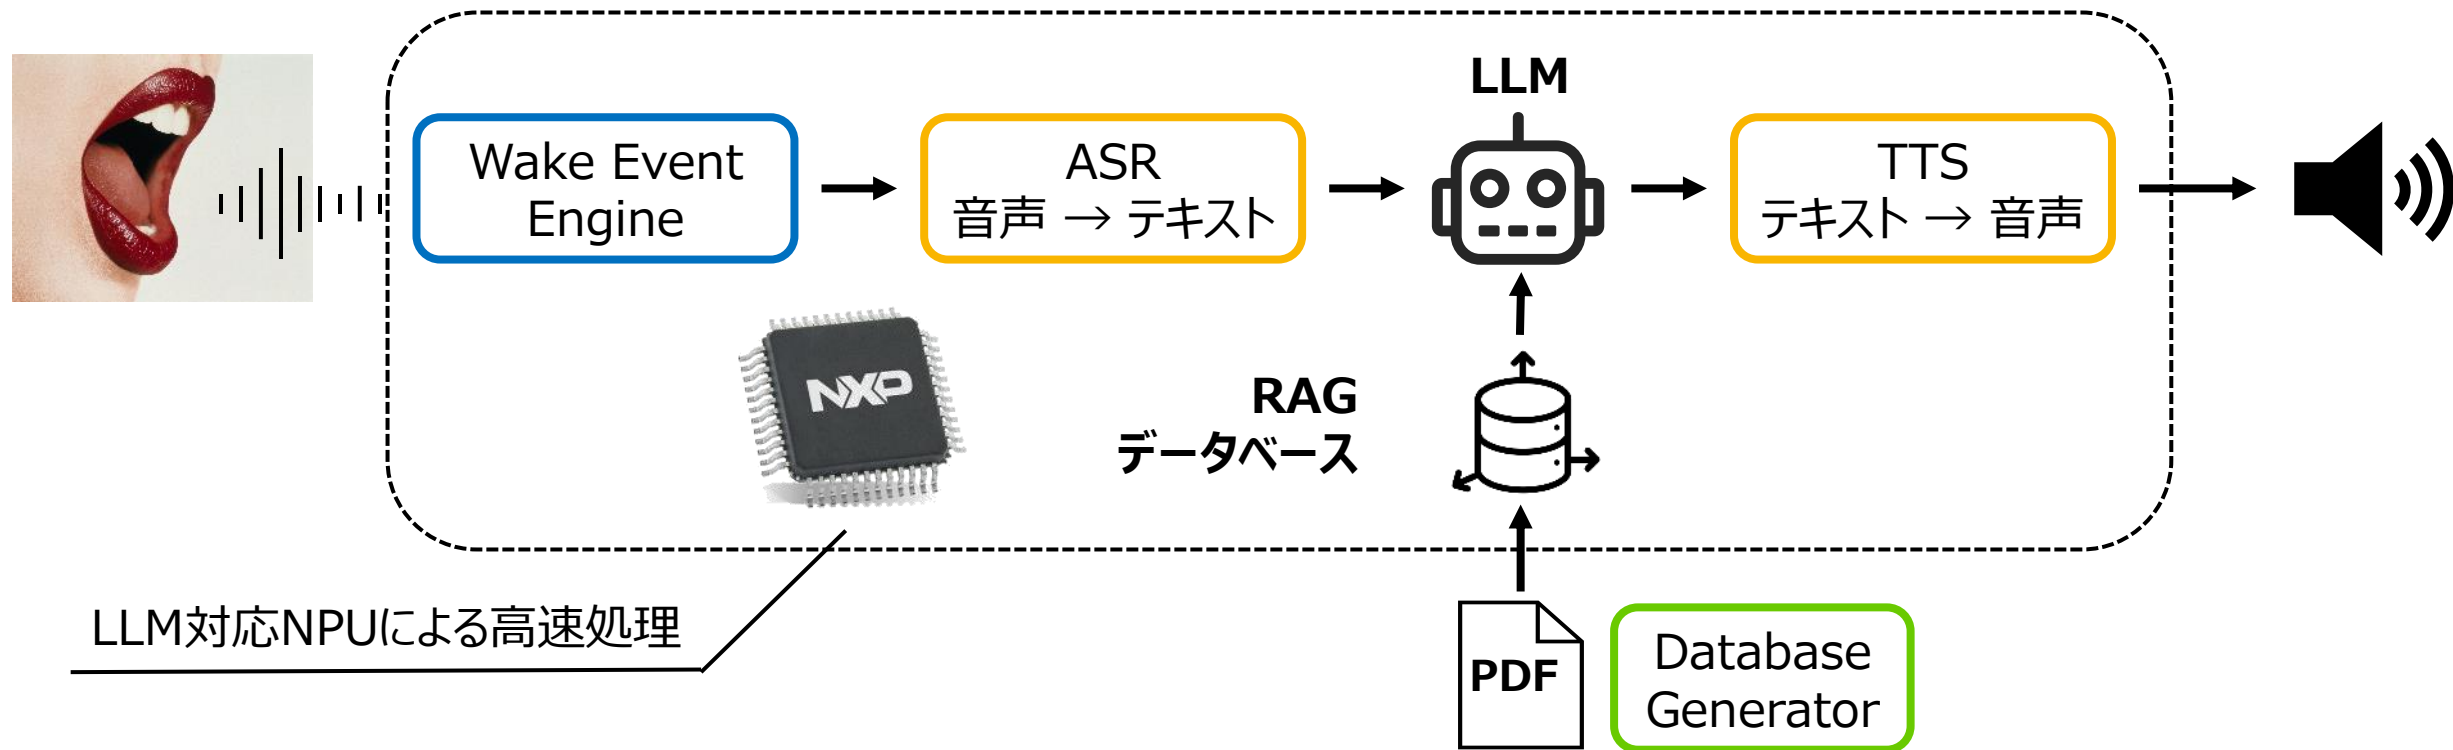 LLM
Wake Event
Engine
ASR
音声 → テキスト
TTS
テキスト → 音声
NXP
RAG
データベース
LLM対応NPUによる高速処理
PDF
Database
Generator